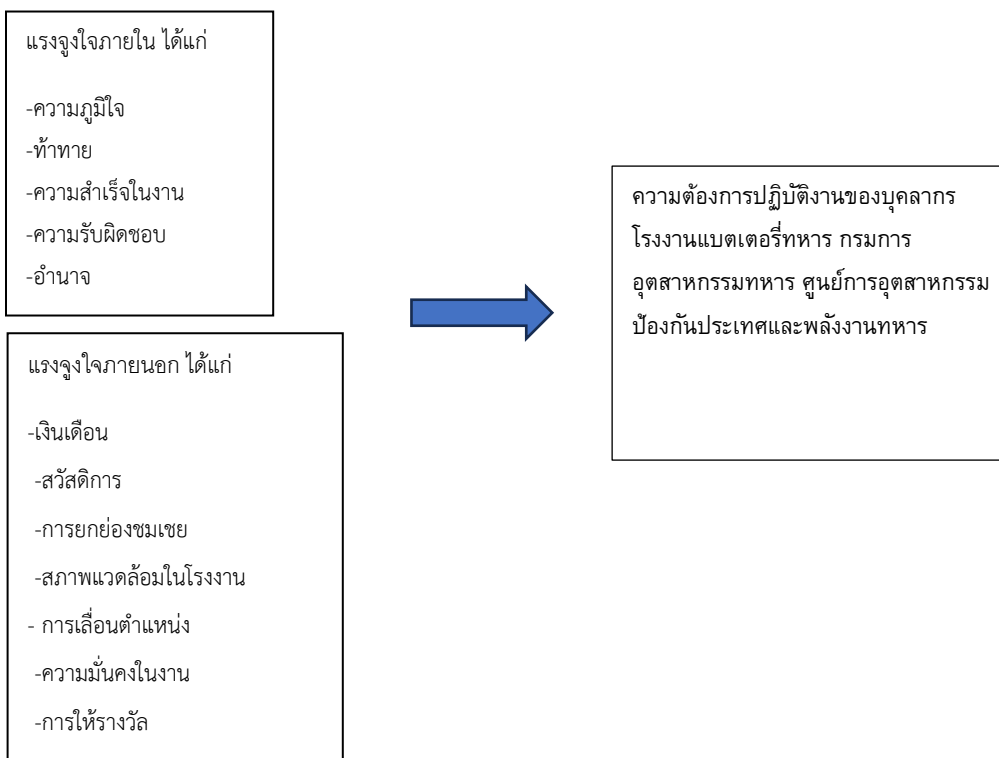 แรงจูงใจภายใน ได้แก่
-ความภูมิใจ
-ท้าทาย
-ความสำเร็จในงาน
-ความรับผิดชอบ
-อำนาจ
แรงจูงใจภายนอก ได้แก่
-เงินเดือน
-สวัสดิการ
-การยกย่องชมเชย
-สภาพแวดล้อมในโรงงาน
- การเลื่อนตำแหน่ง
-ความมั่นคงในงาน
-การให้รางวัล
ความต้องการปฏิบัติงานของบุคลากร
โรงงานแบตเตอรี่ทหาร กรมการ
อุตสาหกรรมทหาร ศูนย์การอุตสาหกรรม
ป้องกันประเทศและพลังงานทหาร